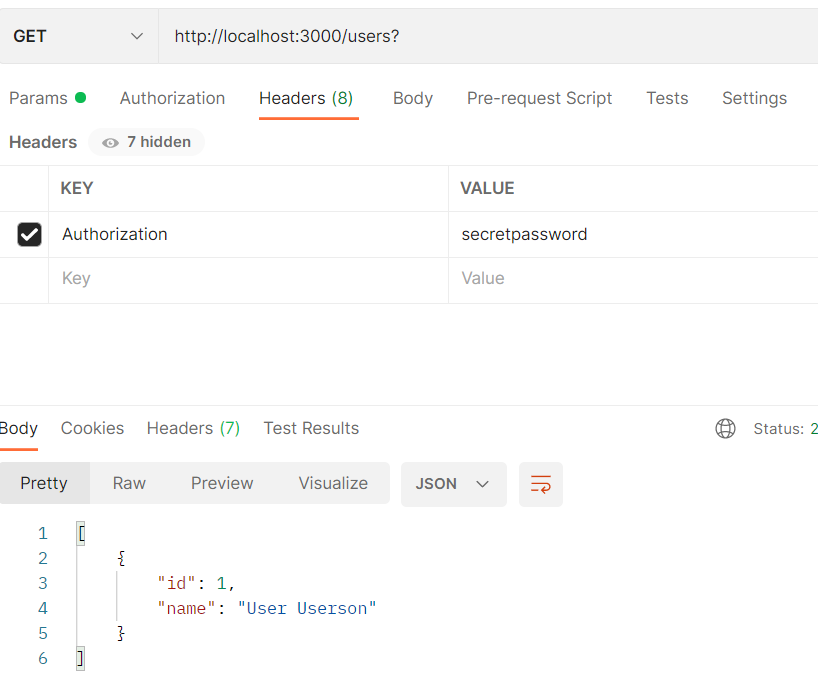 GET http://localhost:3000/users?
Params Authorization Headers (8) Body Pre-request Script Tests Settings
Headers 7 hidden
KEY VALUE
Authorization secretpassword
Key Value
Body Cookies Headers (7) Test Results Status: 2
Pretty Raw Preview Visualize JSON
1 [
2 {
3 "id": 1,
4 "name": "User Userson"
5 }
6 ]